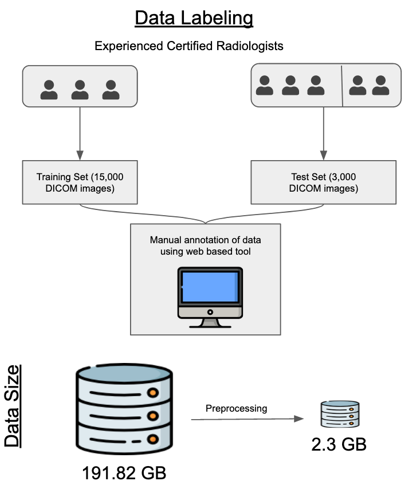 Data Labeling
Experienced Certified Radiologists
Training Set (15,000
DICOM images)
Test Set (3,000
DICOM images)
Manual annotation of data
using web based tool
Data Size
Preprocessing
191.82 GB
2.3 GB